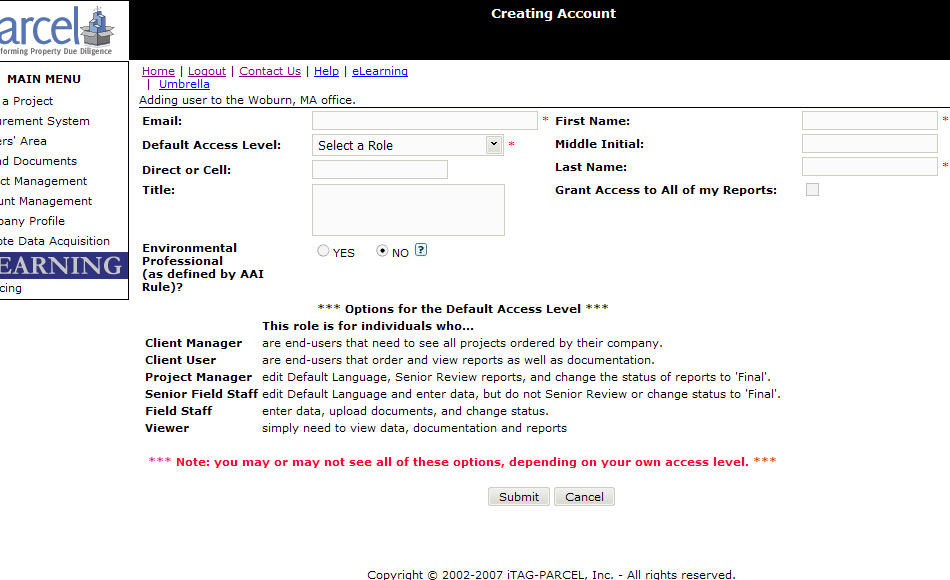 Creating Account
arcel
forming Property Due Diligence
MAIN MENU
a Project
urement System
ers' Area
nd Documents
ct Management
unt Management
pany Profile
ote Data Acquisition
EARNING
cing
Home | Logout | Contact Us | Help | eLearning
| Umbrella
Adding user to the Woburn, MA office.
Email: * First Name: *
Default Access Level: Select a Role * Middle Initial:
Direct or Cell: Last Name: *
Title: Grant Access to All of my Reports:
Environmental
Professional YES NO ?
(as defined by AAI
Rule)?
*** Options for the Default Access Level ***
This role is for individuals who...
Client Manager are end-users that need to see all projects ordered by their company.
Client User are end-users that order and view reports as well as documentation.
Project Manager edit Default Language, Senior Review reports, and change the status of reports to 'Final'.
Senior Field Staff edit Default Language and enter data, but do not Senior Review or change status to 'Final'.
Field Staff enter data, upload documents, and change status.
Viewer simply need to view data, documentation and reports
*** Note: you may or may not see all of these options, depending on your own access level. ***
Submit Cancel
Copyright © 2002-2007 iTAG-PARCEL, Inc. - All rights reserved.